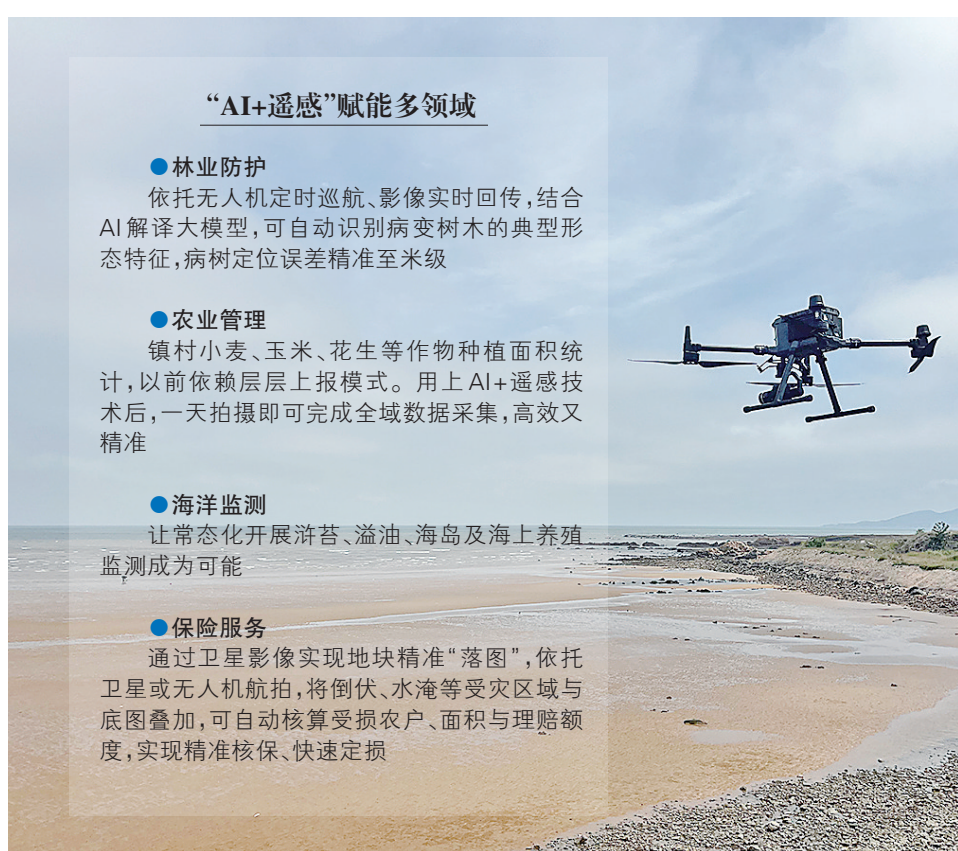 “AI+遥感”赋能多领域
●林业防护
依托无人机定时巡航、影像实时回传,结合
AI解译大模型,可自动识别病变树木的典型形
态特征,病树定位误差精准至米级
●农业管理
镇村小麦、玉米、花生等作物种植面积统
计,以前依赖层层上报模式。用上AI+遥感技
术后,一天拍摄即可完成全域数据采集,高效又
精准
●海洋监测
让常态化开展浒苔、溢油、海岛及海上养殖
监测成为可能
●保险服务
通过卫星影像实现地块精准“落图”,依托
卫星或无人机航拍,将倒伏、水淹等受灾区域与
底图叠加,可自动核算受损农户、面积与理赔额
度,实现精准核保、快速定损